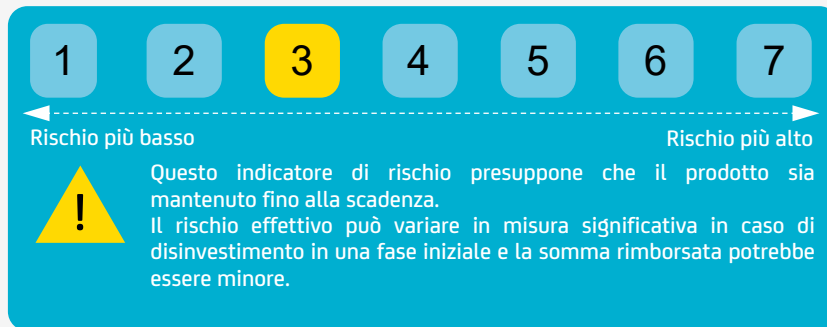 1 2 3 4 5 6 7
Rischio più basso Rischio più alto
! Questo indicatore di rischio presuppone che il prodotto sia
mantenuto fino alla scadenza.
Il rischio effettivo può variare in misura significativa in caso di
disinvestimento in una fase iniziale e la somma rimborsata potrebbe
essere minore.